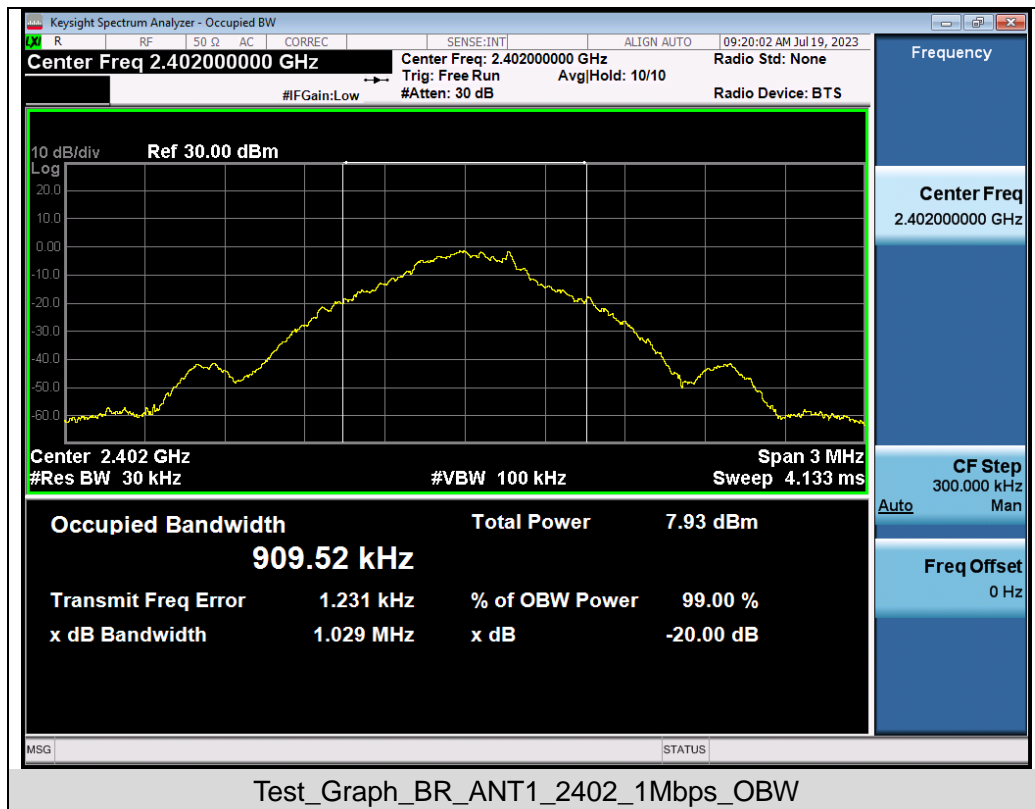 Keysight Spectrum Analyzer - Occupied BW
LXI R RF 50 Ω AC CORREC SENSE:INT ALIGN AUTO 09:20:02 AM Jul 19, 2023
Center Freq 2.402000000 GHz
Center Freq: 2.402000000 GHz
Radio Std: None
Trig: Free Run Avg|Hold: 10/10
#IFGain:Low
#Atten: 30 dB
Radio Device: BTS
10 dB/div Ref 30.00 dBm
Log
20.0
10.0
0.00
-10.0
-20.0
-30.0
-40.0
-50.0
-60.0
Center 2.402 GHz Span 3 MHz
#Res BW 30 kHz #VBW 100 kHz Sweep 4.133 ms
Occupied Bandwidth Total Power 7.93 dBm
909.52 kHz
Transmit Freq Error 1.231 kHz % of OBW Power 99.00 %
x dB Bandwidth 1.029 MHz x dB -20.00 dB
MSG STATUS
Frequency
Center Freq
2.402000000 GHz
CF Step
300.000 kHz
Auto Man
Freq Offset
0 Hz
Test_Graph_BR_ANT1_2402_1Mbps_OBW